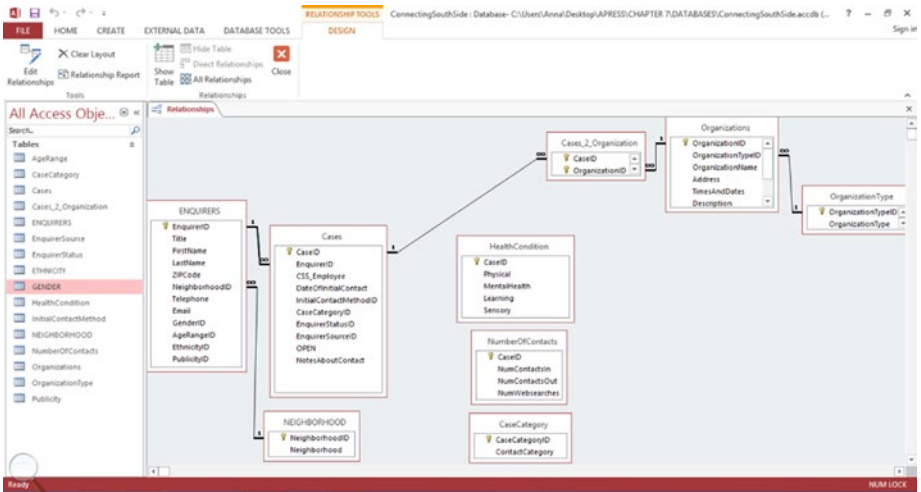 RELATIONSHIP TOOLS
ConnectingSouthSide : Database- C:\Users\Anna\Desktop\APRESS\CHAPTER 7\DATABASES\ConnectingSouthSide.accdb (...
FILE HOME CREATE EXTERNAL DATA DATABASE TOOLS DESIGN Sign in
Edit Relationships
Clear Layout
Relationship Report
Tools
Show Table
Hide Table
Direct Relationships
All Relationships
Close
Relationships
All Access Obje...
Search..
Tables
AgeRange
CaseCategory
Cases
Cases_2_Organization
ENQUIRERS
EnquirerSourse
EnquirerStatus
ETHNICITY
GENDER
HealthCondition
InitialContactMethod
NEIGHBORHOOD
NumberOfContacts
Organizations
OrganizationType
Publicity
Relationships
ENQUIRERS
EnquirerID
Title
FirstName
LastName
ZIPCode
NeighborhoodID
Telephone
Email
GenderID
AgeRangeID
EthnicityID
PublicityID
Cases
CaseID
EnquirerID
CSS_Employee
DateOfInitialContact
InitialContactMethodID
CaseCategoryID
EnquirerStatusID
EnquirerSourceID
OPEN
NotesAboutContact
NEIGHBORHOOD
NeighborhoodID
Neighborhood
Cases_2_Organization
CaseID
OrganizationID
HealthCondition
CaseID
Physical
MentalHealth
Learning
Sensory
NumberOfContacts
CaseID
NumContactsIn
NumContactsOut
NumWebsearches
CaseCategory
CaseCategoryID
ContactCategory
Organizations
OrganizationID
OrganizationTypeID
OrganizationName
Address
TimesAndDates
Description
OrganizationType
OrganizationTypeID
OrganizationType
Ready
NUM LOCK